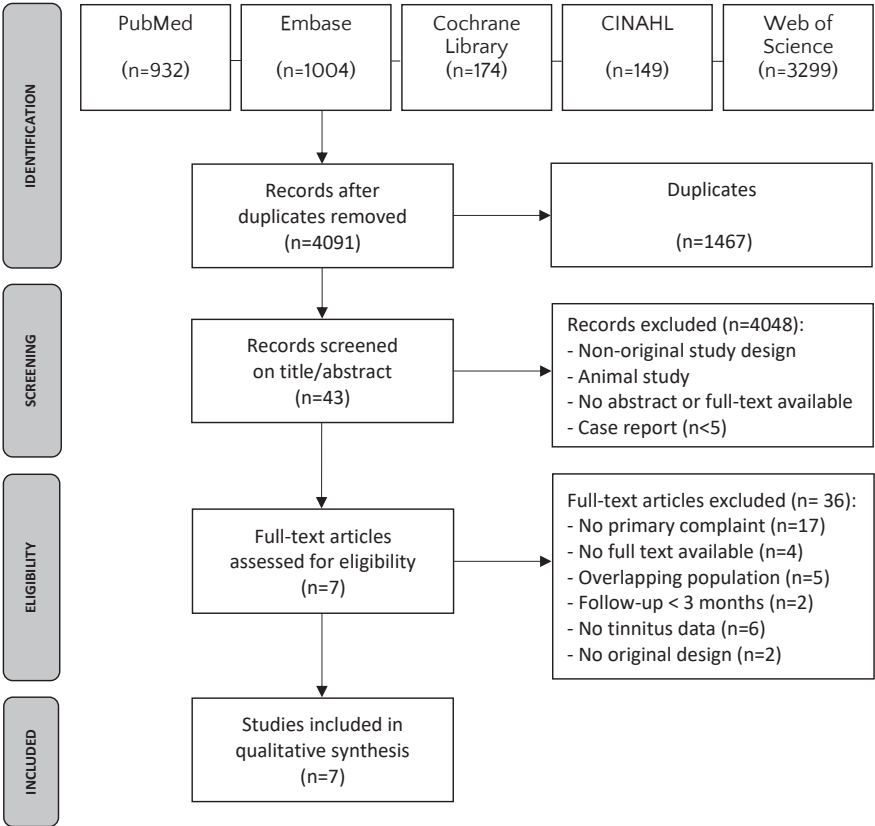 IDENTIFICATION
PubMed
(n=932)
Embase
(n=1004)
Cochrane
Library
(n=174)
CINAHL
(n=149)
Web of
Science
(n=3299)
Records after
duplicates removed
(n=4091)
Duplicates
(n=1467)
SCREENING
Records screened
on title/abstract
(n=43)
Records excluded (n=4048):
- Non-original study design
- Animal study
- No abstract or full-text available
- Case report (n<5)
ELIGIBILITY
Full-text articles
assessed for eligibility
(n=7)
Full-text articles excluded (n= 36):
- No primary complaint (n=17)
- No full text available (n=4)
- Overlapping population (n=5)
- Follow-up < 3 months (n=2)
- No tinnitus data (n=6)
- No original design (n=2)
INCLUDED
Studies included in
qualitative synthesis
(n=7)